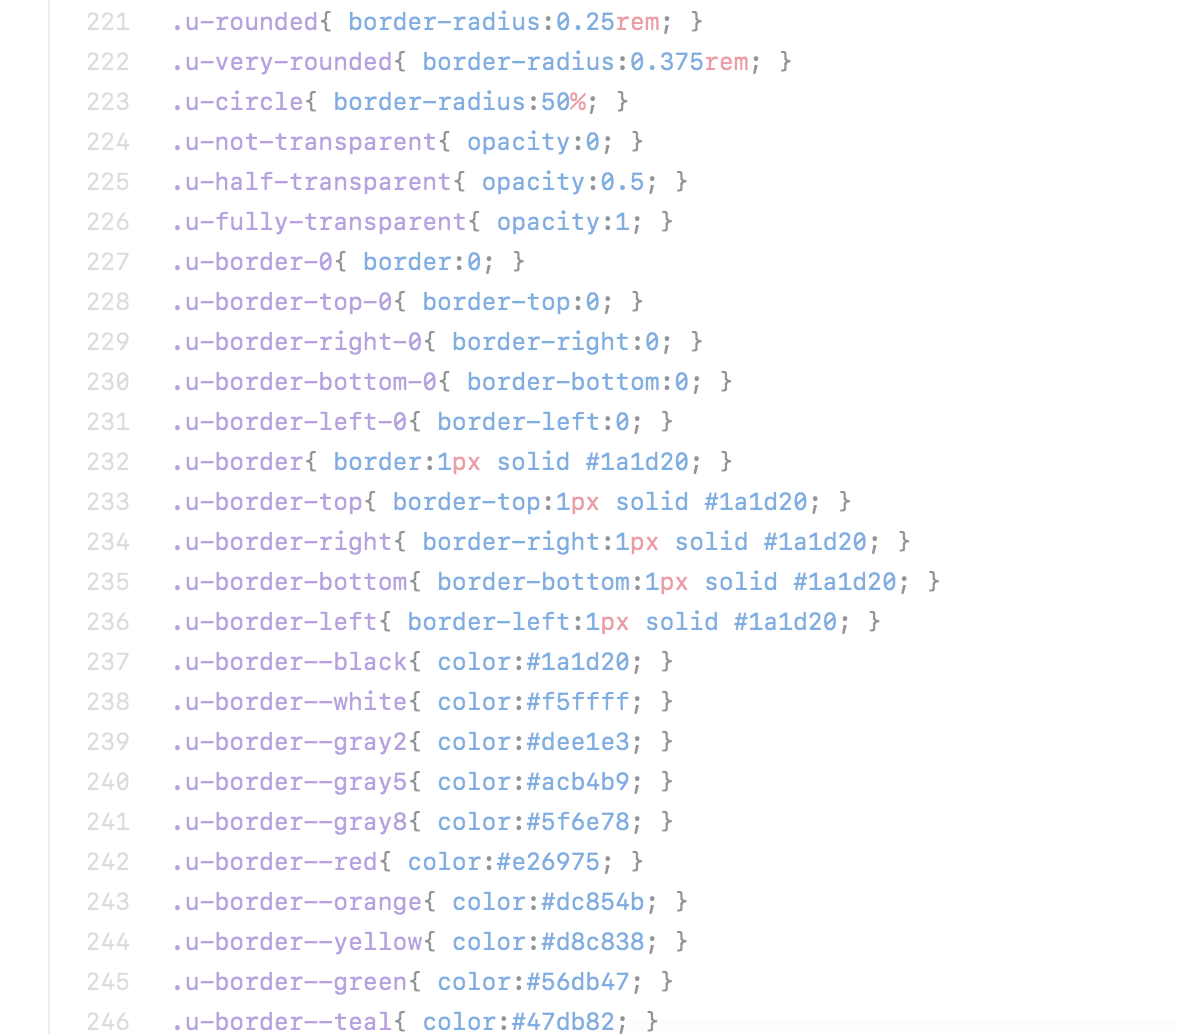 221 .u-rounded{ border-radius:0.25rem; }
222 .u-very-rounded{ border-radius:0.375rem; }
223 .u-circle{ border-radius:50%; }
224 .u-not-transparent{ opacity:0; }
225 .u-half-transparent{ opacity:0.5; }
226 .u-fully-transparent{ opacity:1; }
227 .u-border-0{ border:0; }
228 .u-border-top-0{ border-top:0; }
229 .u-border-right-0{ border-right:0; }
230 .u-border-bottom-0{ border-bottom:0; }
231 .u-border-left-0{ border-left:0; }
232 .u-border{ border:1px solid #1a1d20; }
233 .u-border-top{ border-top:1px solid #1a1d20; }
234 .u-border-right{ border-right:1px solid #1a1d20; }
235 .u-border-bottom{ border-bottom:1px solid #1a1d20; }
236 .u-border-left{ border-left:1px solid #1a1d20; }
237 .u-border--black{ color:#1a1d20; }
238 .u-border--white{ color:#f5ffff; }
239 .u-border--gray2{ color:#dee1e3; }
240 .u-border--gray5{ color:#acb4b9; }
241 .u-border--gray8{ color:#5f6e78; }
242 .u-border--red{ color:#e26975; }
243 .u-border--orange{ color:#dc854b; }
244 .u-border--yellow{ color:#d8c838; }
245 .u-border--green{ color:#56db47; }
246 .u-border--teal{ color:#47db82; }